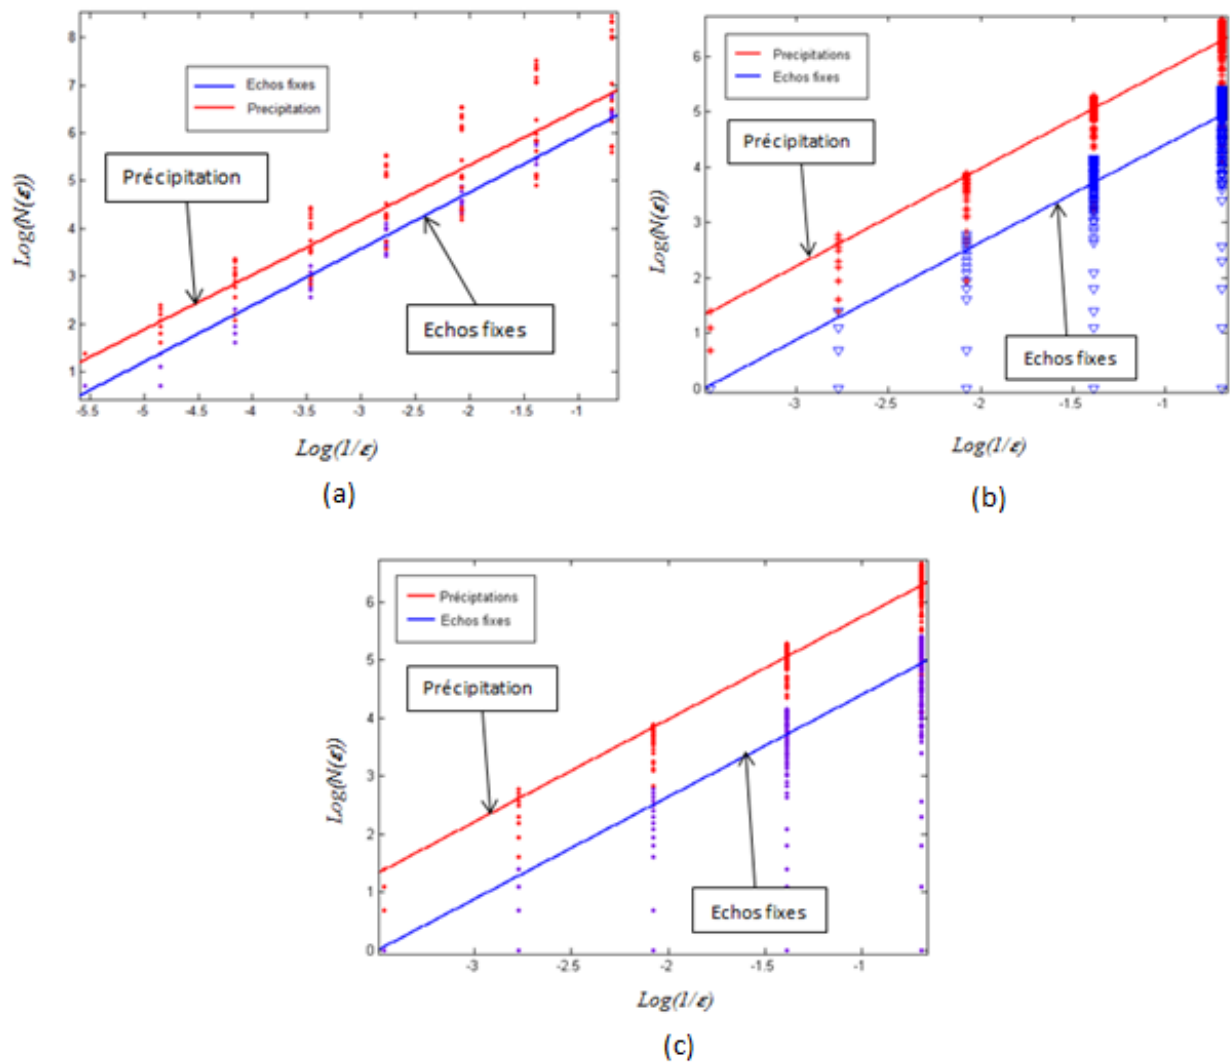 8
7
6
5
4
3
2
1
Echos fixes
Precipitation
Précipitation
Echos fixes
Log(N(ε))
-5.5 -5 -4.5 -4 -3.5 -3 -2.5 -2 -1.5 -1
Log(1/ε)
(a)
6
5
4
3
2
1
0
Precipitations
Echos fixes
Précipitation
Echos fixes
Log(N(ε))
-3 -2.5 -2 -1.5 -1
Log(1/ε)
(b)
6
5
4
3
2
1
0
Préciptations
Echos fixes
Précipitation
Echos fixes
Log(N(ε))
-3 -2.5 -2 -1.5 -1
Log(1/ε)
(c)